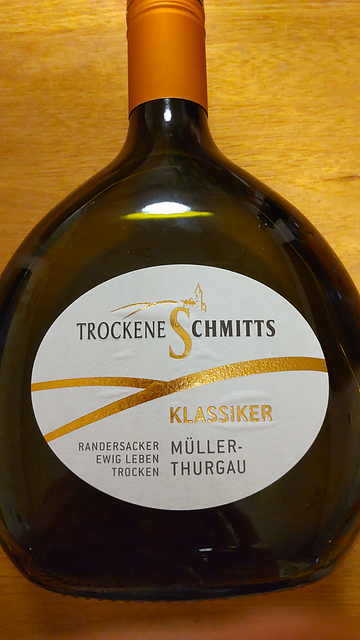 TROCKENE SCHMITTS
KLASSIKER
RANDERSACKER
EWIG LEBEN
TROCKEN
MÜLLER-
THURGAU